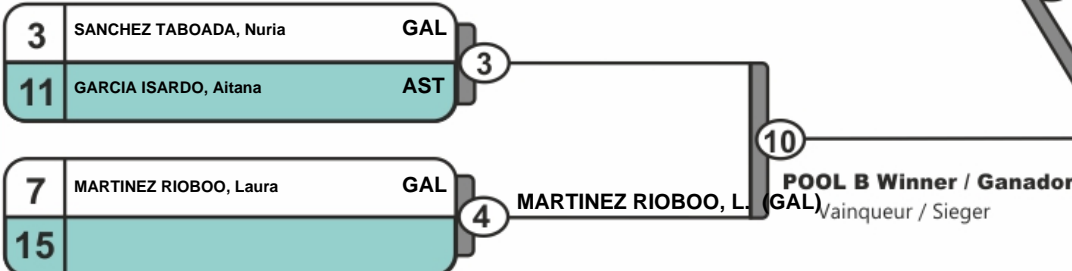 3 SANCHEZ TABOADA, Nuria GAL
3
11 GARCIA ISARDO, Aitana AST
10
7 MARTINEZ RIOBOO, Laura GAL
POOL B Winner / Ganador
MARTINEZ RIOBOO, L. (GAL)
Vainqueur / Sieger
4
15